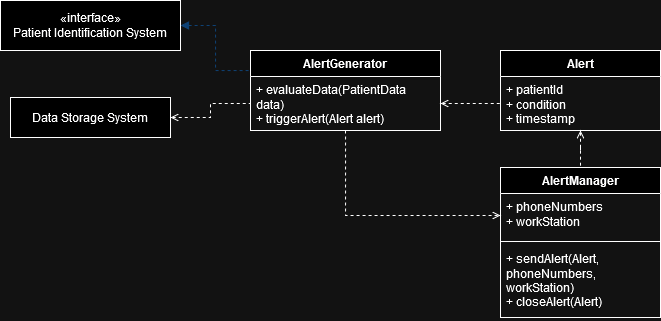 «interface»
Patient Identification System
Data Storage System
AlertGenerator
+ evaluateData(PatientData
data)
+ triggerAlert(Alert alert)
Alert
+ patientId
+ condition
+ timestamp
AlertManager
+ phoneNumbers
+ workStation
+ sendAlert(Alert,
phoneNumbers,
workStation)
+ closeAlert(Alert)